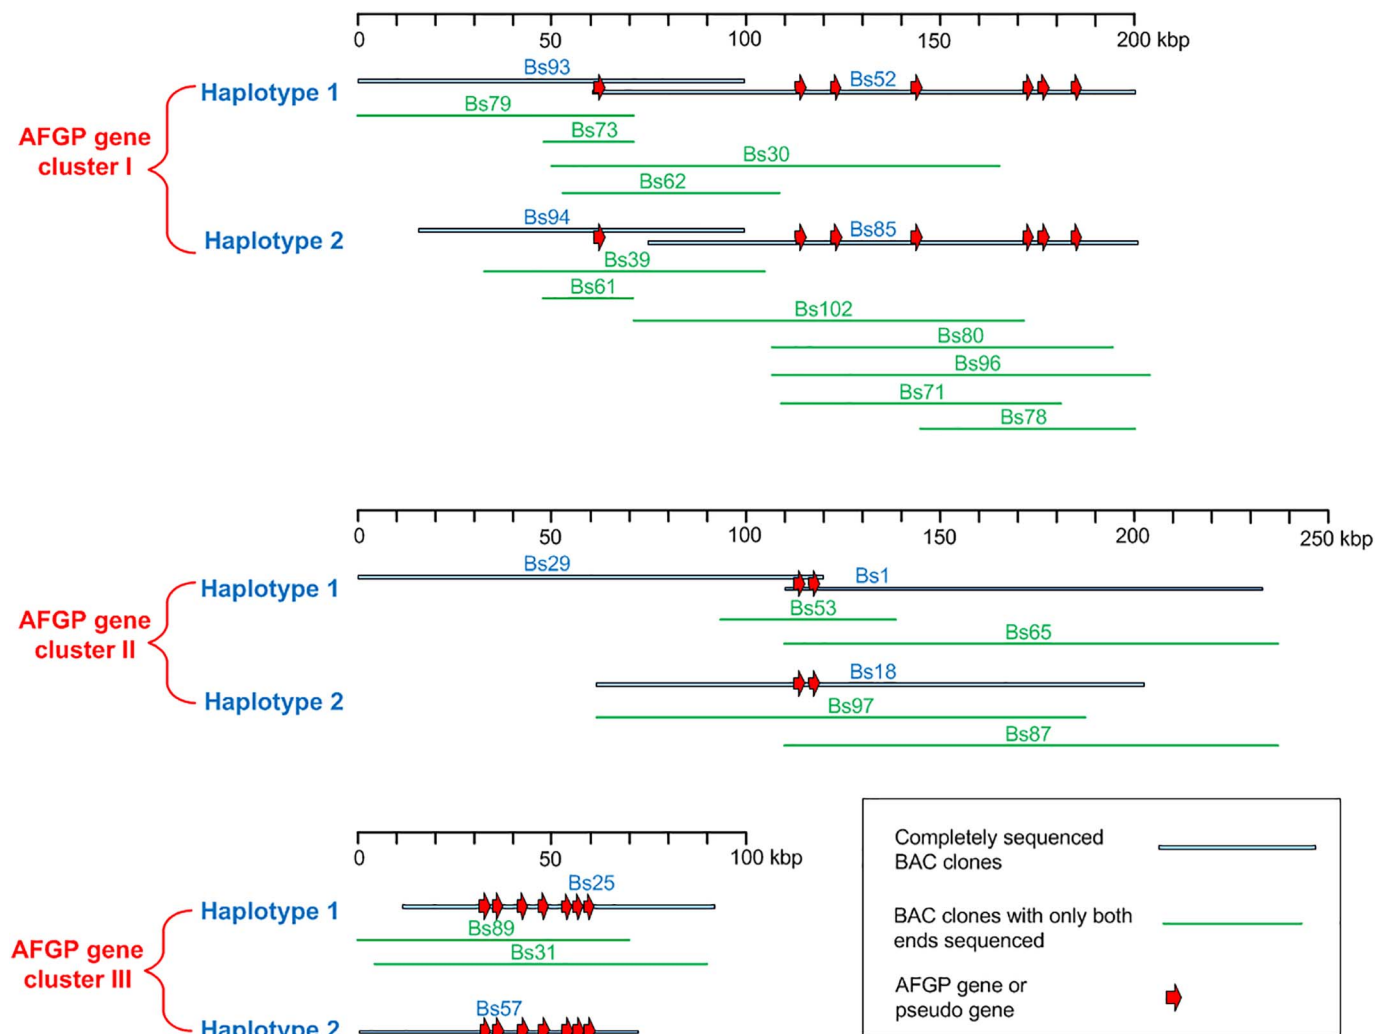 0 50 100 150 200 kbp
Bs93
Haplotype 1
Bs52
Bs79
Bs73
AFGP gene
cluster I
Bs30
Bs62
Bs94
Haplotype 2
Bs85
Bs39
Bs61
Bs102
Bs80
Bs96
Bs71
Bs78
0 50 100 150 200 250 kbp
Bs29
Haplotype 1
Bs1
Bs53
AFGP gene
cluster II
Bs65
Bs18
Haplotype 2
Bs97
Bs87
0 50 100 kbp
Bs25
Haplotype 1
Bs89
Bs31
AFGP gene
cluster III
Bs57
Haplotype 2
Completely sequenced
BAC clones
BAC clones with only both
ends sequenced
AFGP gene or
pseudo gene